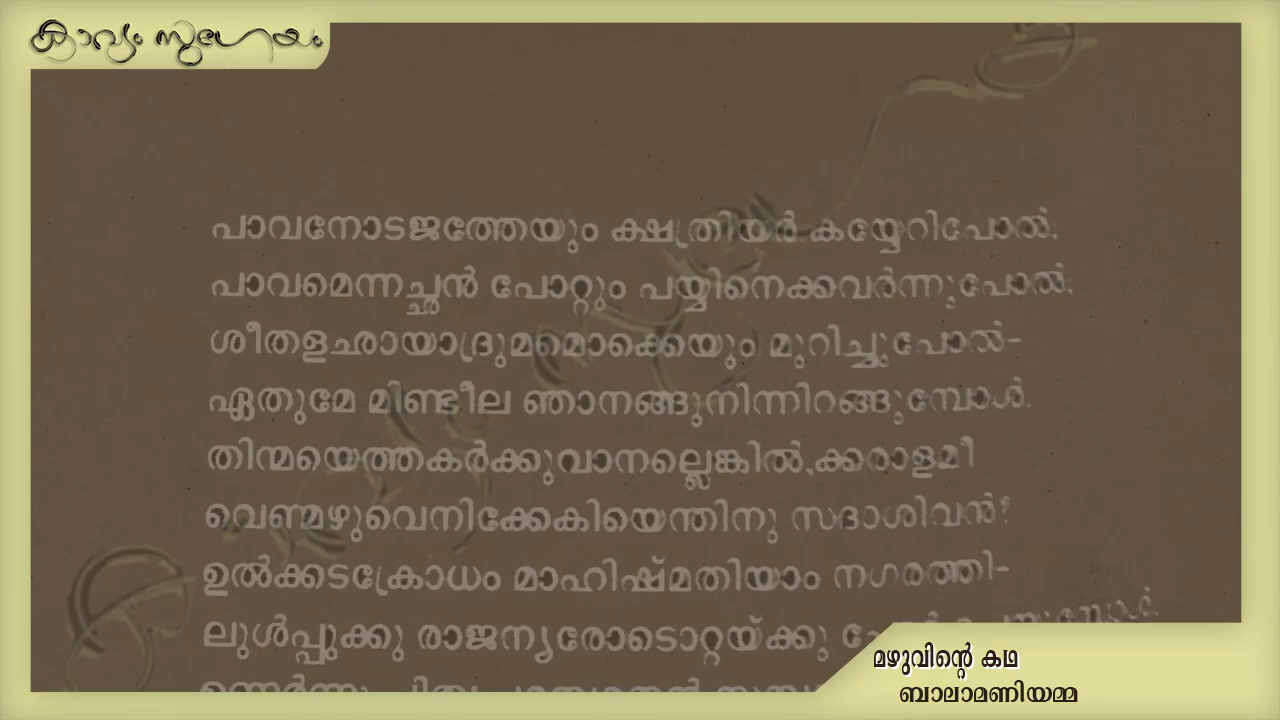 കാവ്യം സുഗേയം
പാവനോടജത്തേയും ക്ഷത്രിയർ കയ്യേറിപോൽ;
പാവമെന്നച്ഛൻ പോറ്റും പയ്യിനെക്കവർന്നുപോൽ;
ശീതളഛായാദ്രുമമൊക്കെയും മുറിച്ചുപോൽ–
ഏതുമേ മിണ്ടീല ഞാനങ്ങുനിന്നിറങ്ങുമ്പോൾ.
തിന്മയെത്തകർക്കുവാനല്ലെങ്കിൽ,ക്കരാളമീ
വെണ്മഴുവെനിക്കേകിയെന്തിനു സദാശിവൻ?
ഉൽക്കടക്രോധം മാഹിഷ്മതിയാം നഗരത്തി–
ലുൾപ്പുക്കു രാജന്യരോടൊറ്റയ്ക്കു
മഴുവിന്റെ കഥ
ബാലാമണിയമ്മ